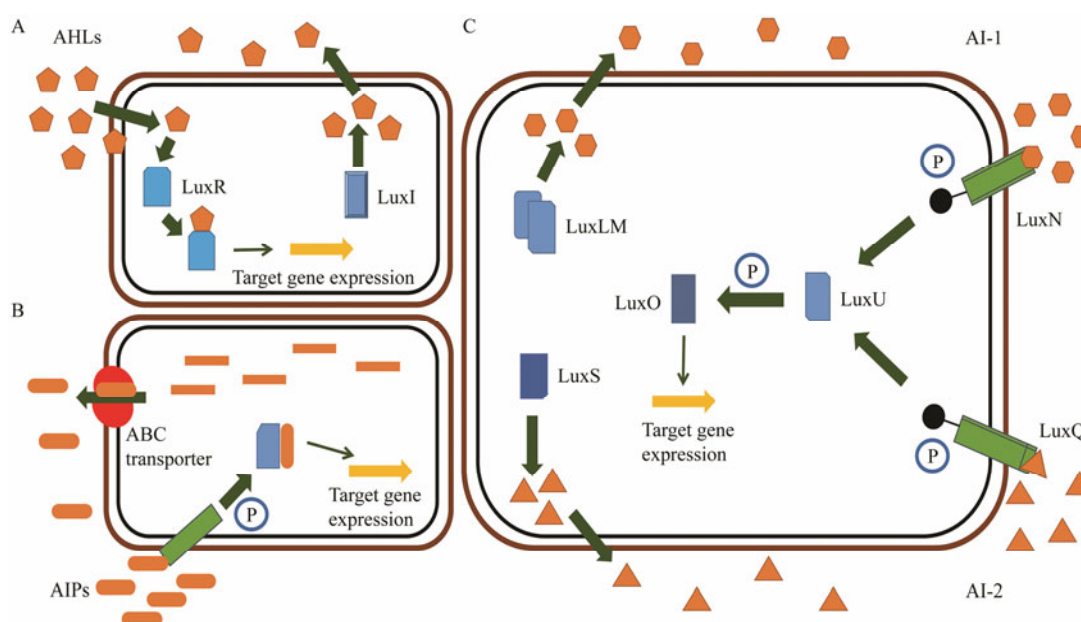 A
AHLs
LuxR
LuxI
Target gene expression
B
ABC
transporter
P
Target gene
expression
AIPs
C
AI-1
P
LuxN
LuxLM
P
LuxO
LuxU
LuxS
Target gene
expression
LuxQ
P
AI-2